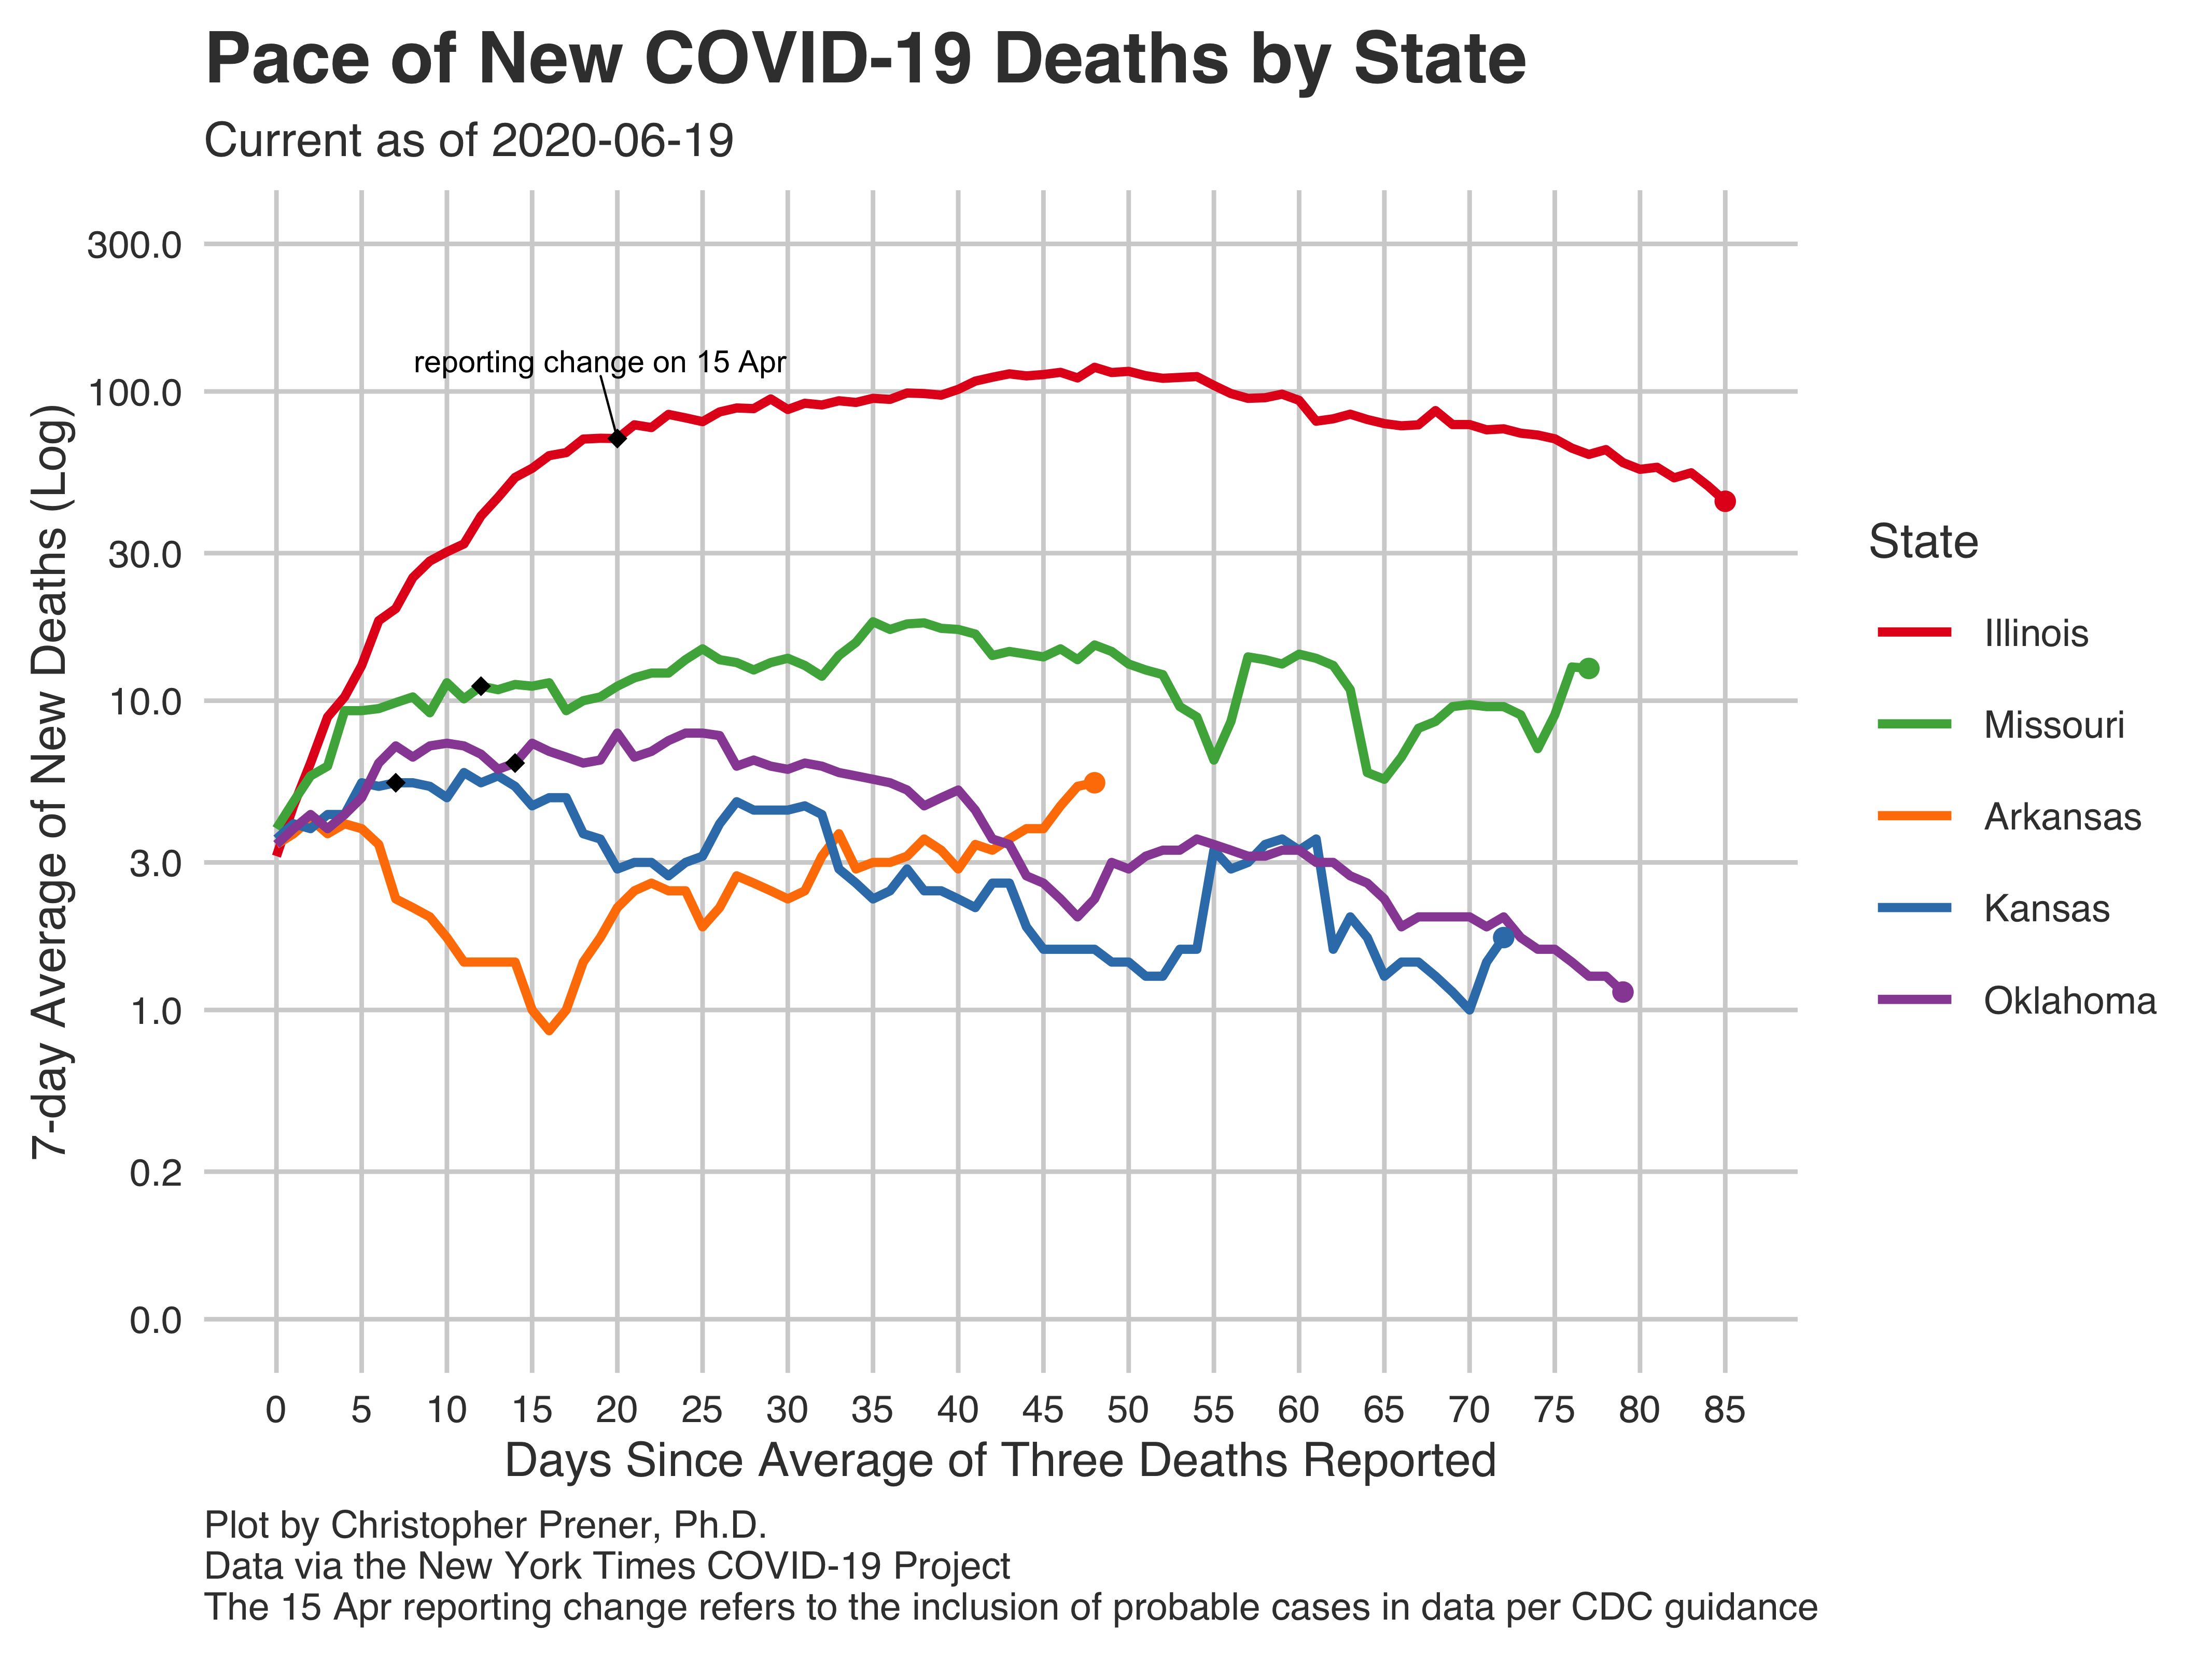 Pace of New COVID-19 Deaths by State
Current as of 2020-06-19
7-day Average of New Deaths (Log)
300.0
100.0
30.0
10.0
3.0
1.0
0.2
0.0
reporting change on 15 Apr
0 5 10 15 20 25 30 35 40 45 50 55 60 65 70 75 80 85
Days Since Average of Three Deaths Reported
State
Illinois
Missouri
Arkansas
Kansas
Oklahoma
Plot by Christopher Prener, Ph.D.
Data via the New York Times COVID-19 Project
The 15 Apr reporting change refers to the inclusion of probable cases in data per CDC guidance